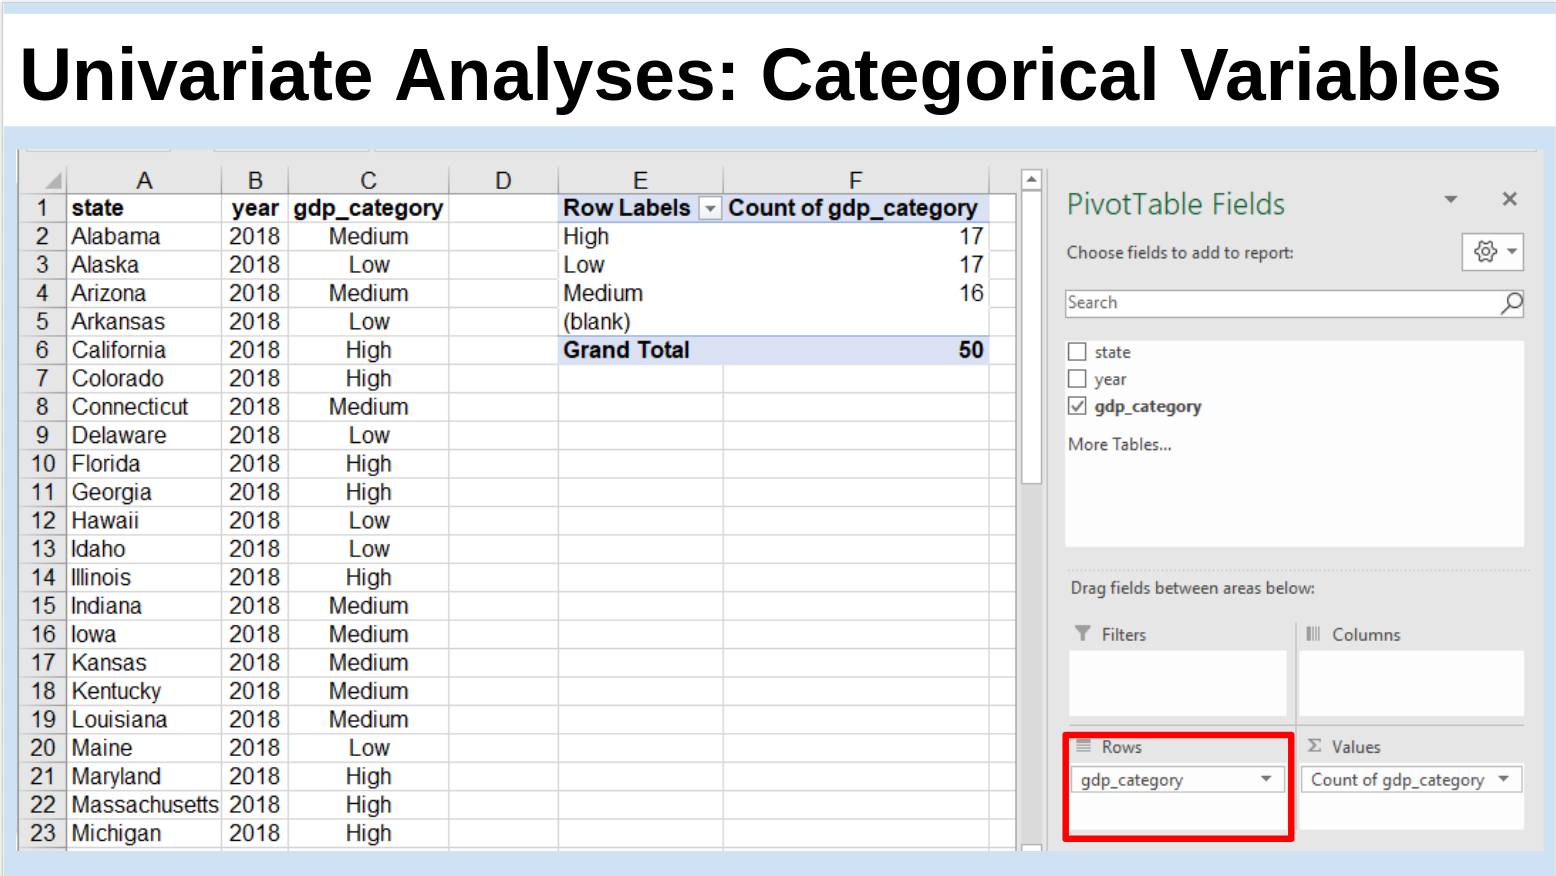 Univariate Analyses: Categorical Variables
A B C D E F
1 state year gdp_category Row Labels Count of gdp_category
2 Alabama 2018 Medium High 17
3 Alaska 2018 Low Low 17
4 Arizona 2018 Medium Medium 16
5 Arkansas 2018 Low (blank)
6 California 2018 High Grand Total 50
7 Colorado 2018 High
8 Connecticut 2018 Medium
9 Delaware 2018 Low
10 Florida 2018 High
11 Georgia 2018 High
12 Hawaii 2018 Low
13 Idaho 2018 Low
14 Illinois 2018 High
15 Indiana 2018 Medium
16 Iowa 2018 Medium
17 Kansas 2018 Medium
18 Kentucky 2018 Medium
19 Louisiana 2018 Medium
20 Maine 2018 Low
21 Maryland 2018 High
22 Massachusetts 2018 High
23 Michigan 2018 High
PivotTable Fields
Choose fields to add to report:
Search
state
year
gdp_category
More Tables...
Drag fields between areas below:
Filters
Columns
Rows
gdp_category
Σ Values
Count of gdp_category